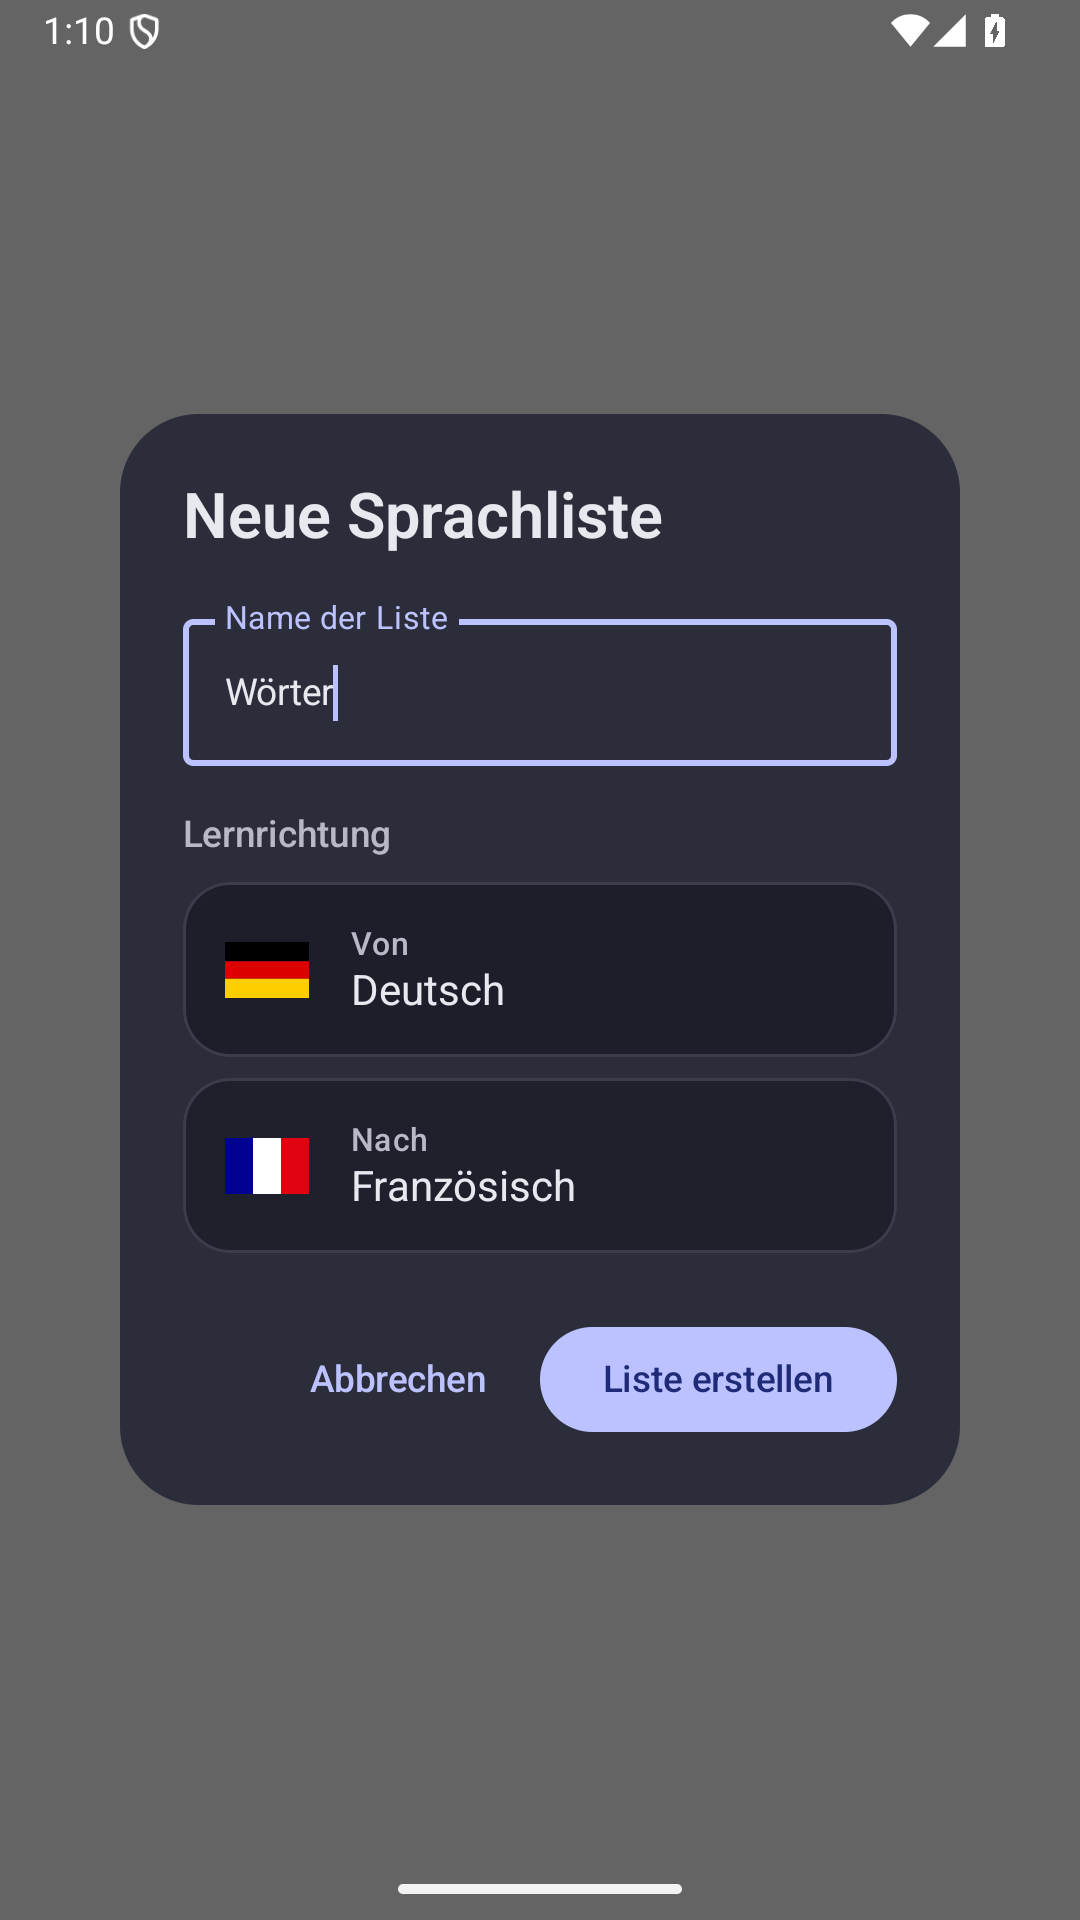 1:10
Neue Sprachliste
Name der Liste
Wörter
Lernrichtung
Von
Deutsch
Nach
Französisch
Abbrechen
Liste erstellen